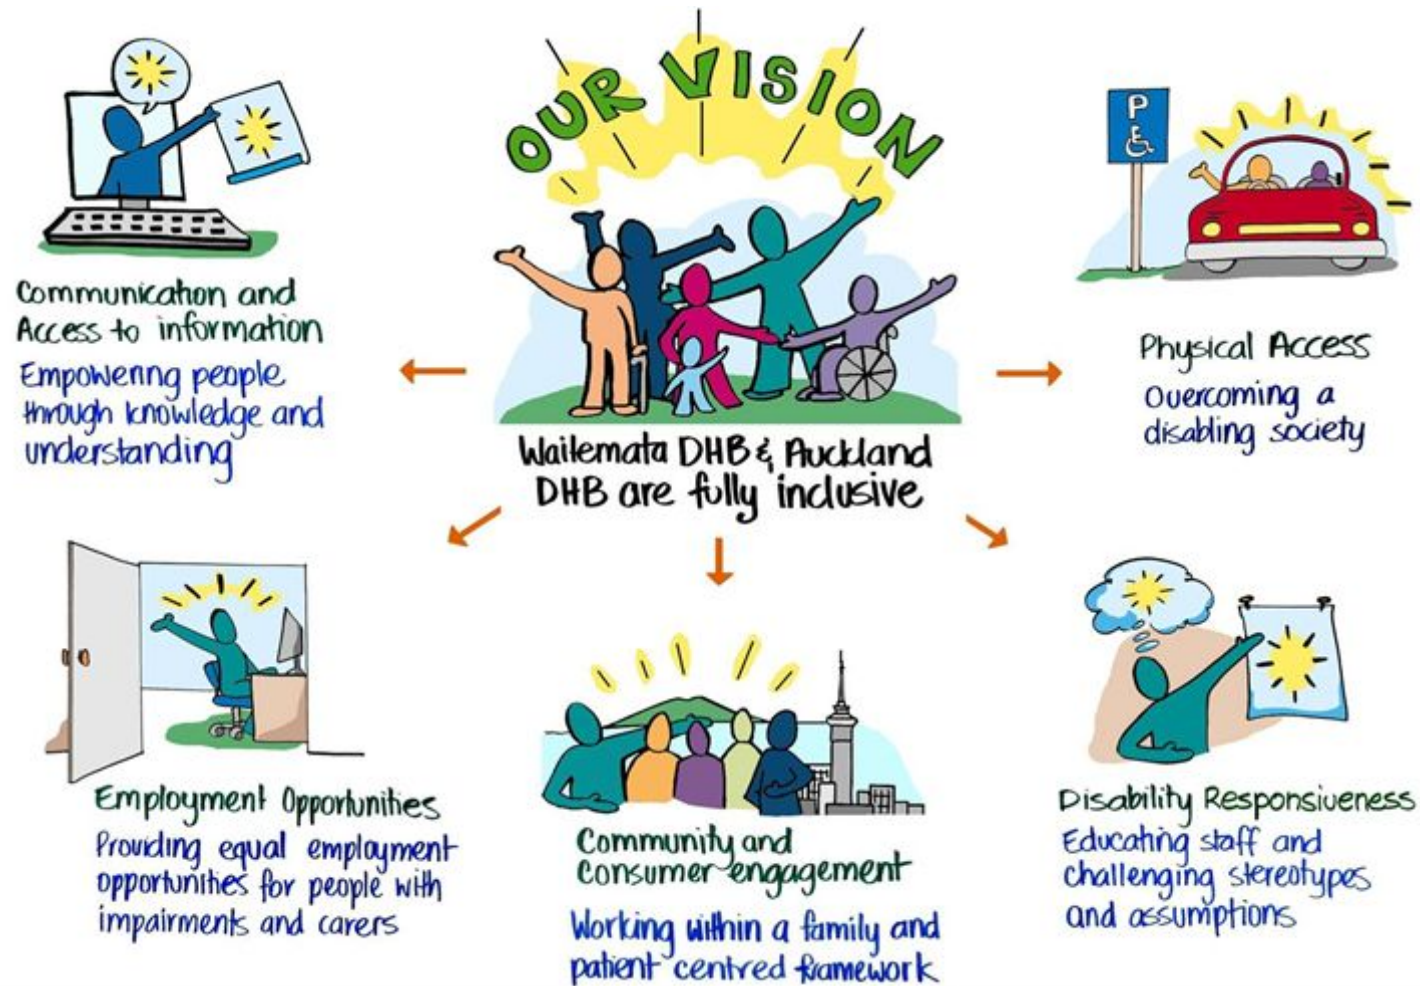 OUR VISION
Waitemata DHB & Auckland
DHB are fully inclusive
Communication and
Access to information
Empowering people
through knowledge and
understanding
P
Physical Access
Overcoming a
disabling society
Employment Opportunities
Providing equal employment
opportunities for people with
impairments and carers
Community and
Consumer engagement
Working within a family and
patient centred framework
Disability Responsiveness
Educating staff and
challenging stereotypes
and assumptions